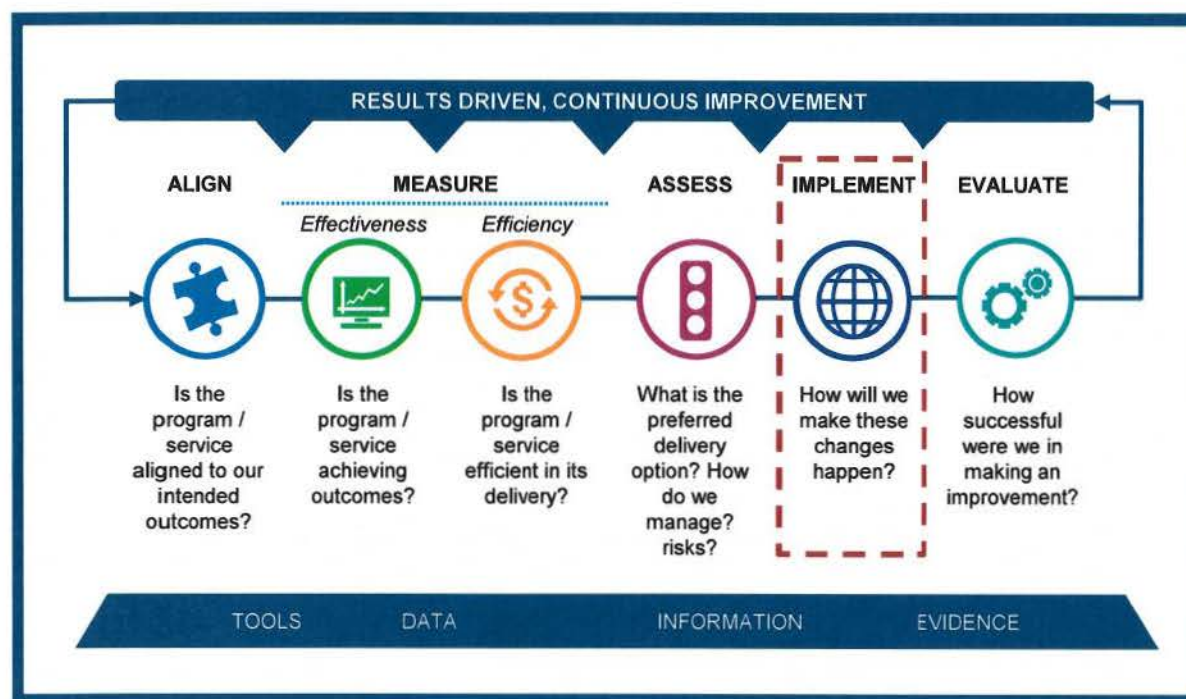 RESULTS DRIVEN, CONTINUOUS IMPROVEMENT
ALIGN
MEASURE
ASSESS
IMPLEMENT
EVALUATE
Effectiveness
Efficiency
$
Is the
program /
service
aligned to our
intended
outcomes?
Is the
program /
service
achieving
outcomes?
Is the
program /
service
efficient in its
delivery?
What is the
preferred
delivery
option? How
do we
manage?
risks?
How will we
make these
changes
happen?
How
successful
were we in
making an
improvement?
TOOLS
DATA
INFORMATION
EVIDENCE